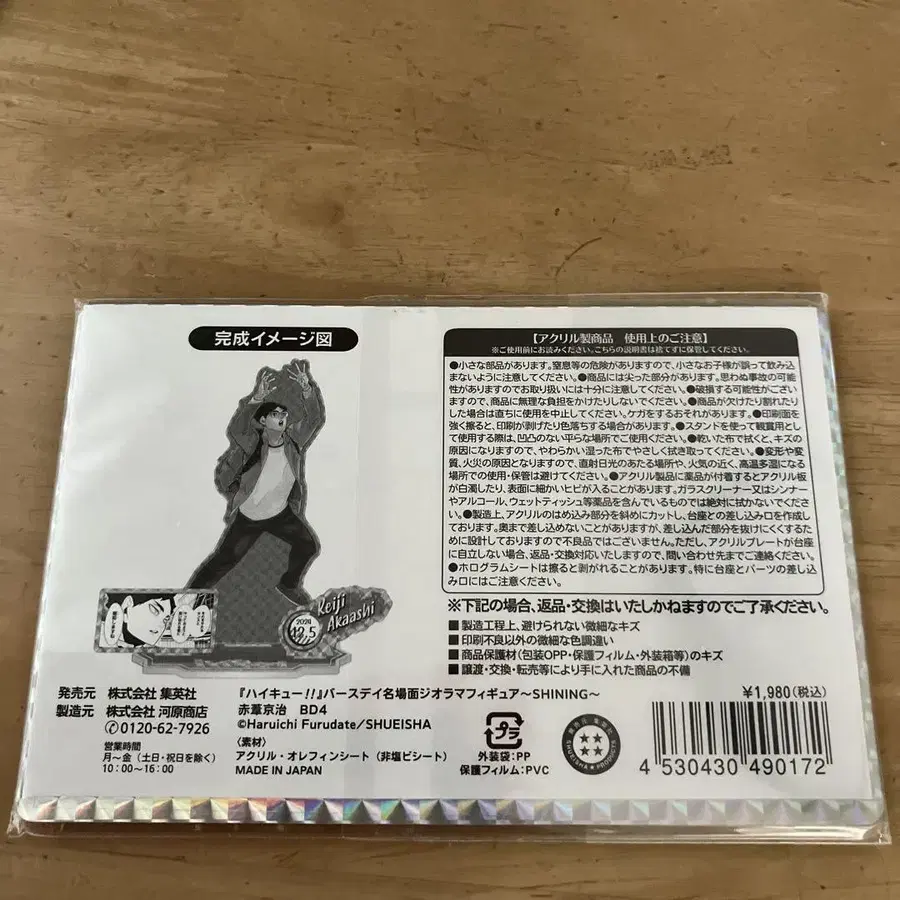 完成イメージ図
Keiji
Akaashi
2024
12.5
【アクリル製商品 使用上のご注意】
※ご使用前にお読みください。こちらの説明書は捨てずに保管してください。
●小さな部品があります。窒息等の危険がありますので、小さなお子様が誤って飲み込
まないように注意してください。●商品には尖った部分があります。思わぬ事故の可能
性がありますのでお取り扱いには十分に注意してください。●破損する可能性がござい
ますので、商品に無理な負担をかけたりしないでください。●商品が欠けたり割れたり
した場合は直ちに使用を中止してください。ケガをするおそれがあります。●印刷面を
強く擦ると、印刷が剥げたり色落ちする場合があります。●スタンドを使って観賞用とし
て使用する際は、凹凸のない平らな場所でご使用ください。●乾いた布で拭くと、キズの
原因になりますので、やわらかい湿った布でやさしく拭き取ってください。●変形や変
質、火災の原因となりますので、直射日光のあたる場所や、火気の近く、高温多湿になる
場所での使用・保管は避けてください。●アクリル製品に薬品が付着するとアクリル板
が白濁したり、表面に細かいヒビが入ることがあります。ガラスクリーナー又はシンナー
やアルコール、ウェットティッシュ等薬品を含んでいるものでは絶対に拭かないでくださ
い。●製造上、アクリルのはめ込み部分を斜めにカットし、台座との差し込み口を作成し
ております。奥まで差し込めないことがありますが、差し込んだ部分を抜けにくくするた
めに設計しておりますので不良品ではございません。ただし、アクリルプレートが台座
に自立しない場合、返品・交換対応いたしますので、問い合わせ先までご連絡ください。
●ホログラムシートは擦ると剥がれることがあります。特に台座とパーツの差し込
み口にはご注意ください。
※下記の場合、返品・交換はいたしかねますのでご了承ください。
■製造工程上、避けられない微細なキズ
■印刷不良以外の微細な色調違い
■商品保護材(包装OPP・保護フィルム・外装箱等)のキズ
■譲渡・交換・転売等により手に入れた商品の不備
発売元 株式会社 集英社
製造元 株式会社 河原商店
✆0120-62-7926
営業時間
月〜金（土日・祝日を除く）
10：00〜16：00
『ハイキュー!!』バースデイ名場面ジオラマフィギュア〜SHINING〜
赤葦京治 BD4
©Haruichi Furudate/SHUEISHA
〈素材〉
アクリル・オレフィンシート（非塩ビシート）
MADE IN JAPAN
プラ
外装袋：PP
保護フィルム：PVC
¥1,980(税込)
4 530430 490172